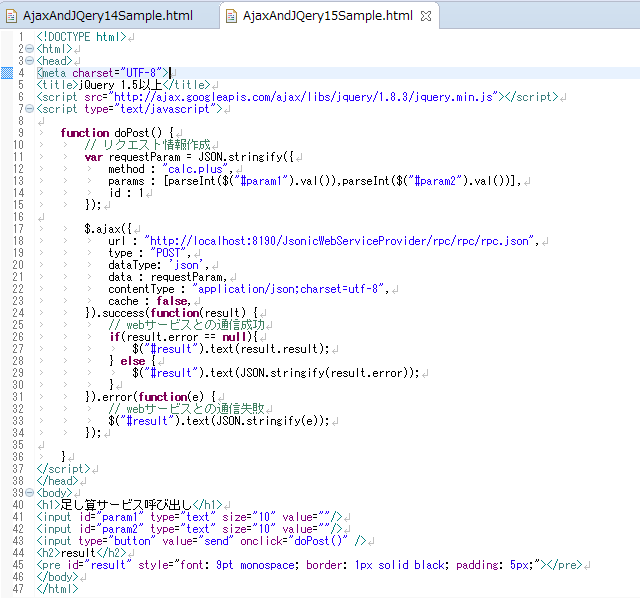 AjaxAndJQery14Sample.html AjaxAndJQery15Sample.html
1 <!DOCTYPE html>
2 <html>
3 <head>
4 <meta charset="UTF-8">
5 <title>jQuery 1.5以上</title>
6 <script src="http://ajax.googleapis.com/ajax/libs/jquery/1.8.3/jquery.min.js"></script>
7 <script type="text/javascript">
8
9 function doPost() {
10 // リクエスト情報作成
11 var requestParam = JSON.stringify({
12 method : "calc.plus",
13 params : [parseInt($("#param1").val()),parseInt($("#param2").val())],
14 id : 1
15 });
16
17 $.ajax({
18 url : "http://localhost:8190/JsonicWebServiceProvider/rpc/rpc/rpc.json",
19 type : "POST",
20 dataType: 'json',
21 data : requestParam,
22 contentType : "application/json;charset=utf-8",
23 cache : false,
24 }).success(function(result) {
25 // webサービスとの通信成功
26 if(result.error == null){
27 $("#result").text(result.result);
28 } else {
29 $("#result").text(JSON.stringify(result.error));
30 }
31 }).error(function(e) {
32 // webサービスとの通信失敗
33 $("#result").text(JSON.stringify(e));
34 });
35
36 }
37 </script>
38 </head>
39 <body>
40 <h1>足し算サービス呼び出し</h1>
41 <input id="param1" type="text" size="10" value=""/>
42 <input id="param2" type="text" size="10" value=""/>
43 <input type="button" value="send" onclick="doPost()" />
44 <h2>result</h2>
45 <pre id="result" style="font: 9pt monospace; border: 1px solid black; padding: 5px;"></pre>
46 </body>
47 </html>